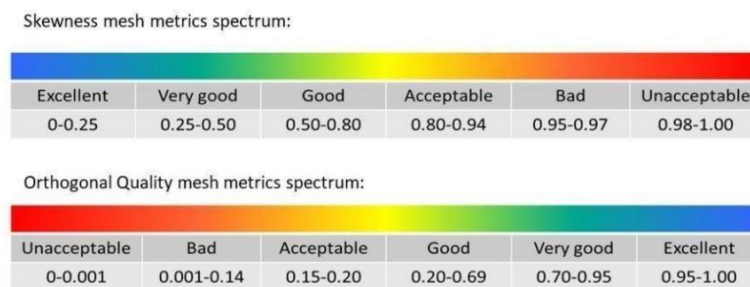 Skewness mesh metrics spectrum:
Excellent Very good Good Acceptable Bad Unacceptable
0-0.25 0.25-0.50 0.50-0.80 0.80-0.94 0.95-0.97 0.98-1.00
Orthogonal Quality mesh metrics spectrum:
Unacceptable Bad Acceptable Good Very good Excellent
0-0.001 0.001-0.14 0.15-0.20 0.20-0.69 0.70-0.95 0.95-1.00